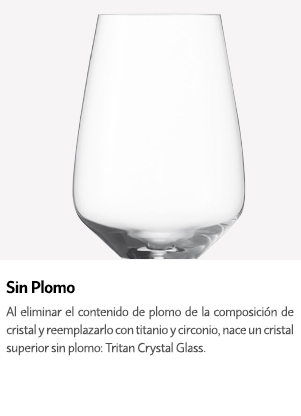 Sin Plomo
Al eliminar el contenido de plomo de la composición de
cristal y reemplazarlo con titanio y circonio, nace un cristal
superior sin plomo: Tritan Crystal Glass.